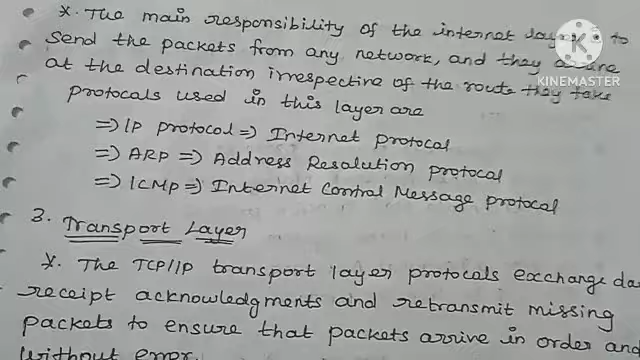 * The main responsibility of the internet layer is to
send the packets from any network, and they arrive
at the destination irrespective of the route they take
protocals used in this layer are
=> IP protocol => Internet protocal
=> ARP => Address Resolution protocal
=> ICMP => Internet Control Message protocol
3. Transport Layer
* The TCP/IP transport layer protocals exchange da
receipt acknowledgments and retransmit missing
packets to ensure that packets arrive in order and
without error.
KINEMASTER